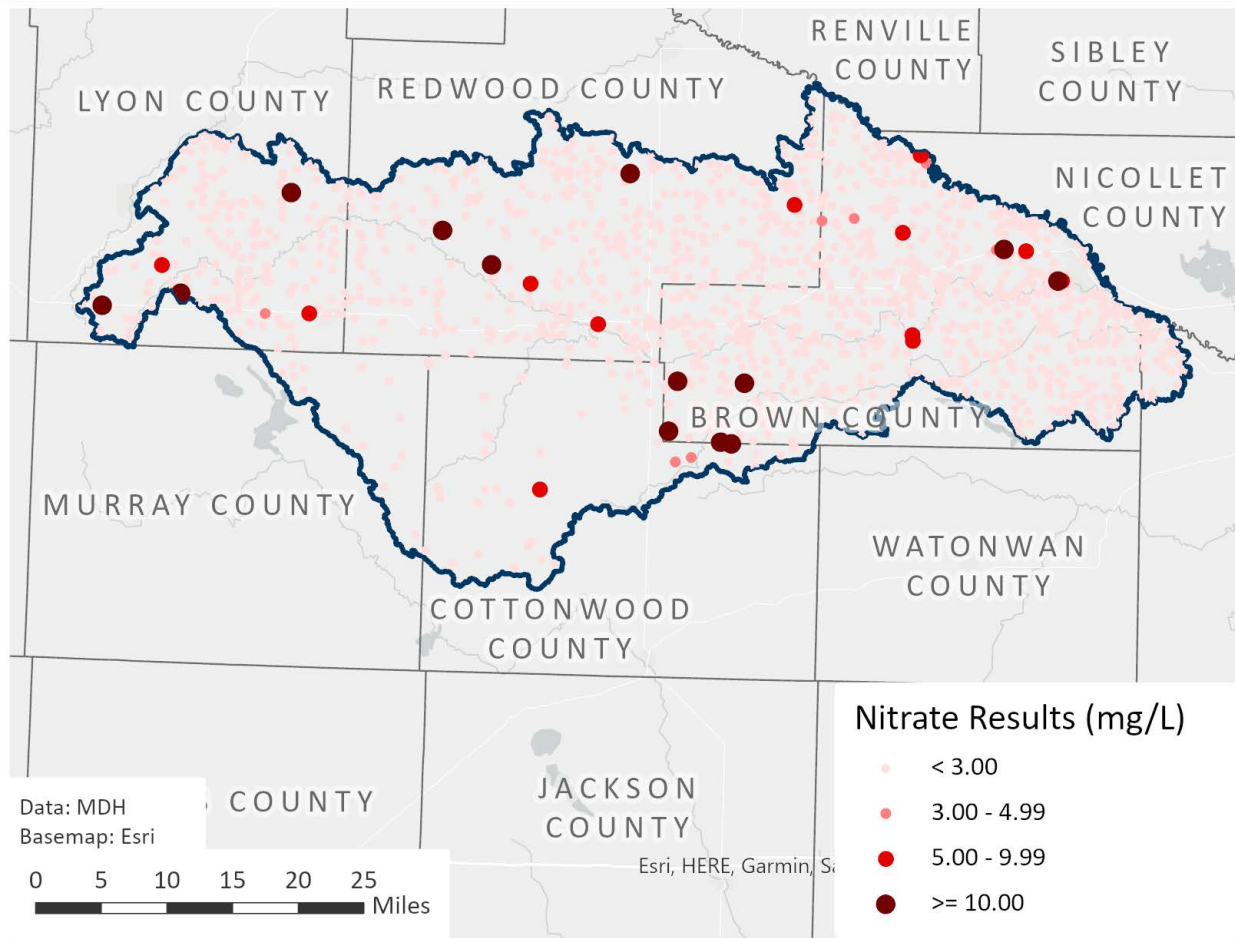 RENVILLE
COUNTY
SIBLEY
COUNTY
LYON COUNTY
REDWOOD COUNTY
NICOLLET
COUNTY
BROWN COUNTY
MURRAY COUNTY
WATONWAN
COUNTY
COTTONWOOD
COUNTY
JACKSON
COUNTY
COUNTY
Nitrate Results (mg/L)
< 3.00
3.00 - 4.99
5.00 - 9.99
>= 10.00
Data: MDH
Basemap: Esri
0 5 10 15 20 25
Miles
Esri, HERE, Garmin,